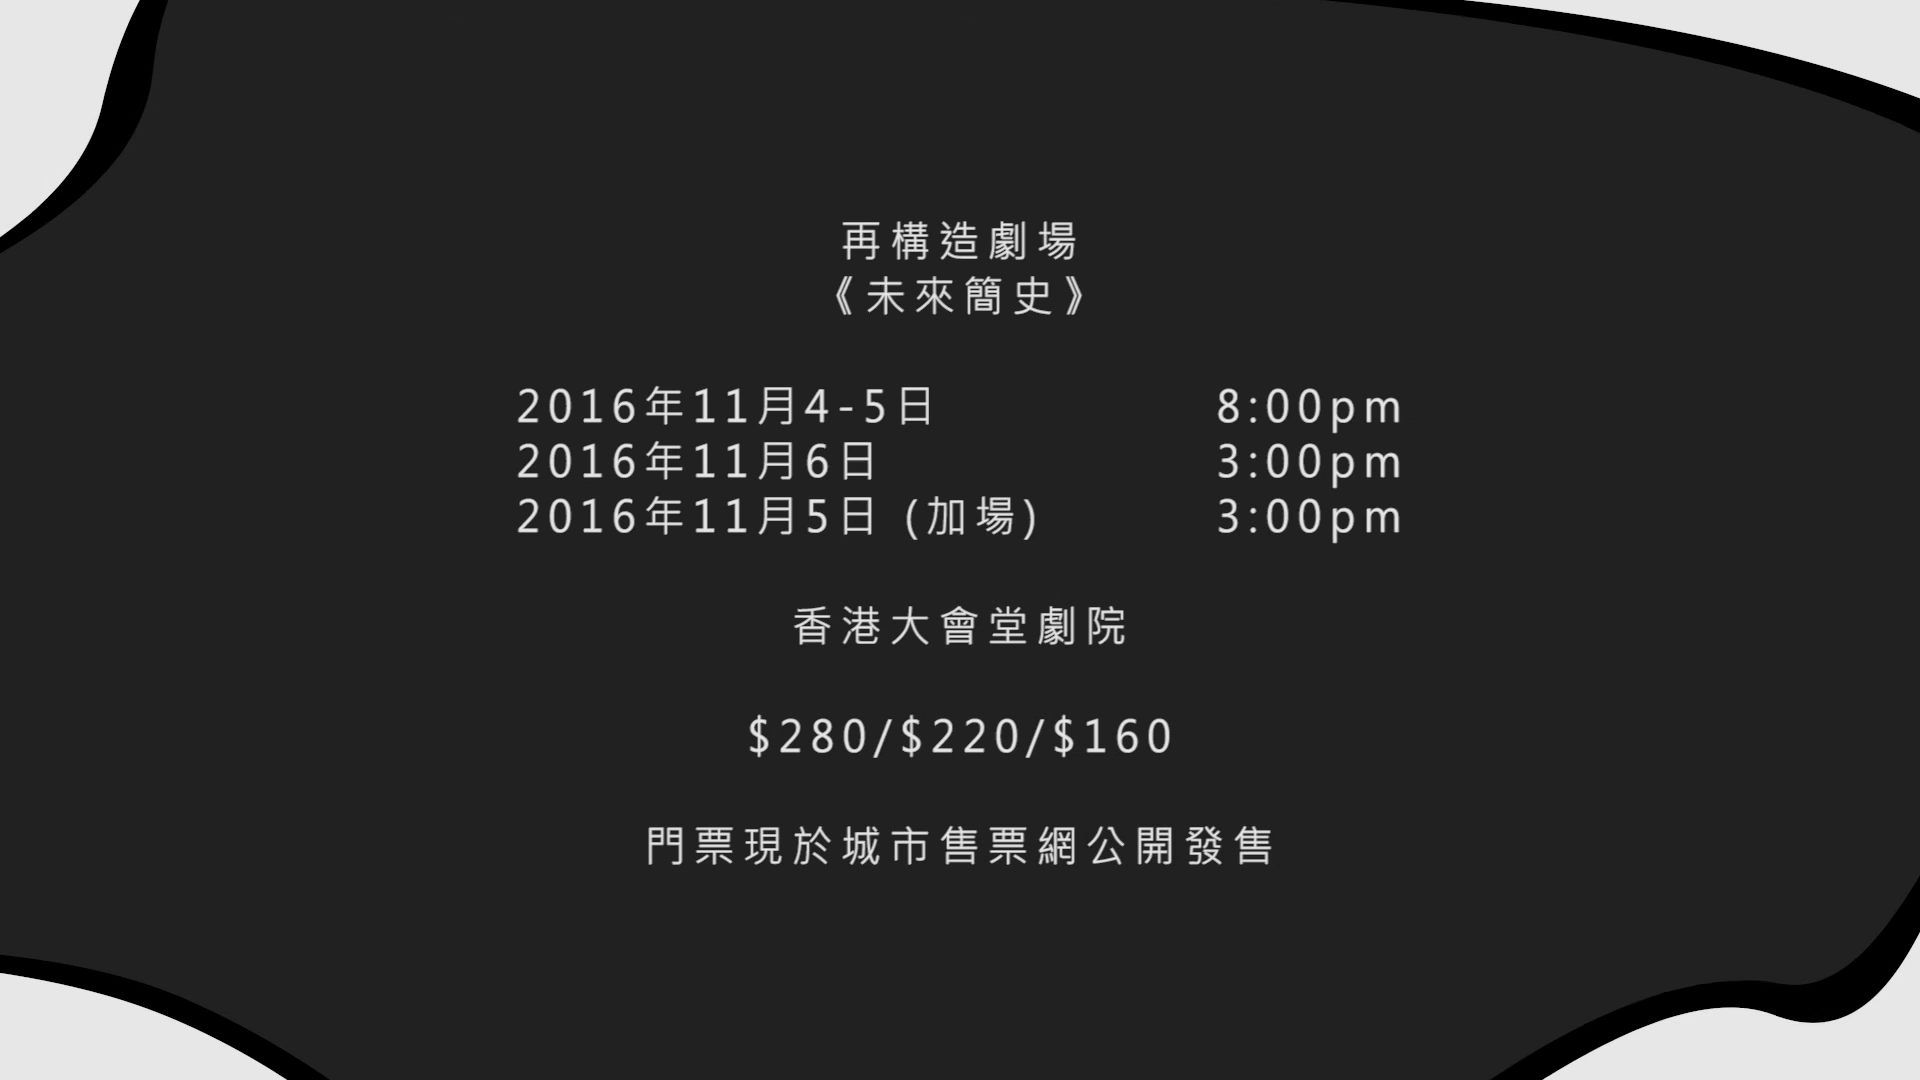 再構造劇場
《未來簡史》
2016年11月4-5日 8:00pm
2016年11月6日 3:00pm
2016年11月5日 (加場) 3:00pm
香港大會堂劇院
$280/$220/$160
門票現於城市售票網公開發售